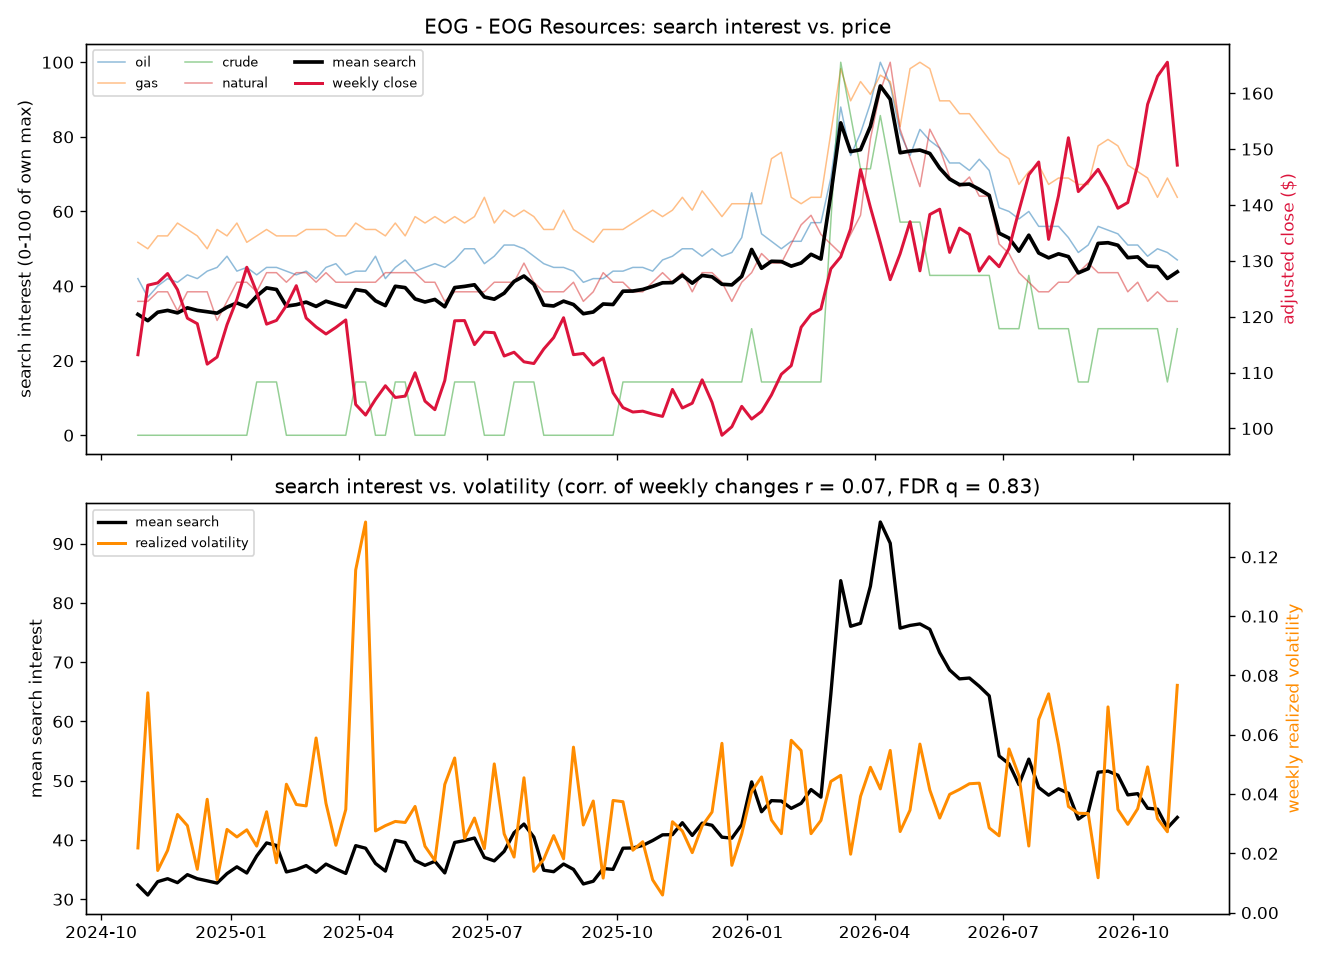 EOG - EOG Resources: search interest vs. price
oil
gas
crude
natural
mean search
weekly close
search interest (0-100 of own max)
100
80
60
40
20
0
160
150
140
130
120
110
100
adjusted close ($)
search interest vs. volatility (corr. of weekly changes r = 0.07, FDR q = 0.83)
mean search
realized volatility
mean search interest
90
80
70
60
50
40
30
0.12
0.10
0.08
0.06
0.04
0.02
0.00
weekly realized volatility
2024-10
2025-01
2025-04
2025-07
2025-10
2026-01
2026-04
2026-07
2026-10